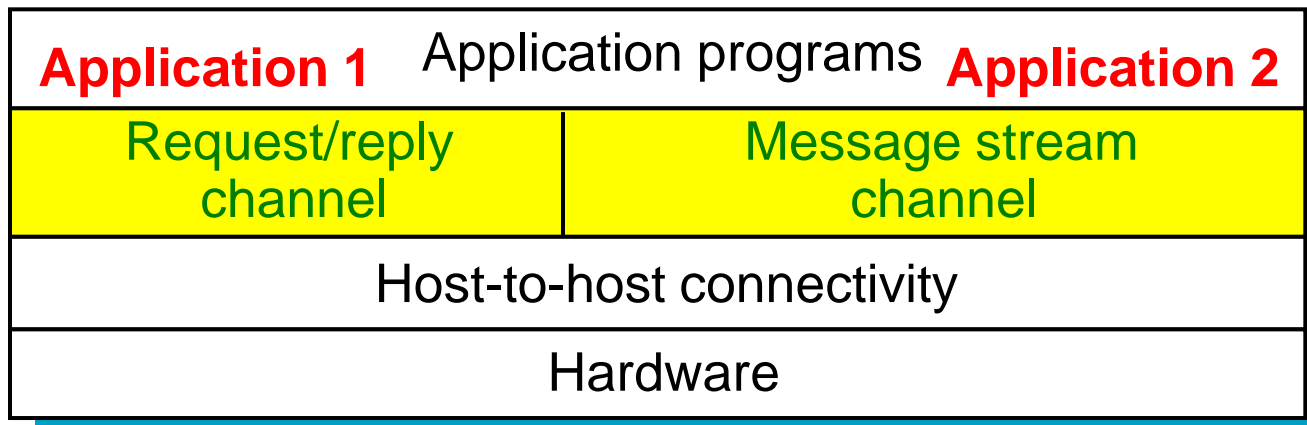 Application 1 Application programs Application 2
Request/reply
channel
Message stream
channel
Host-to-host connectivity
Hardware